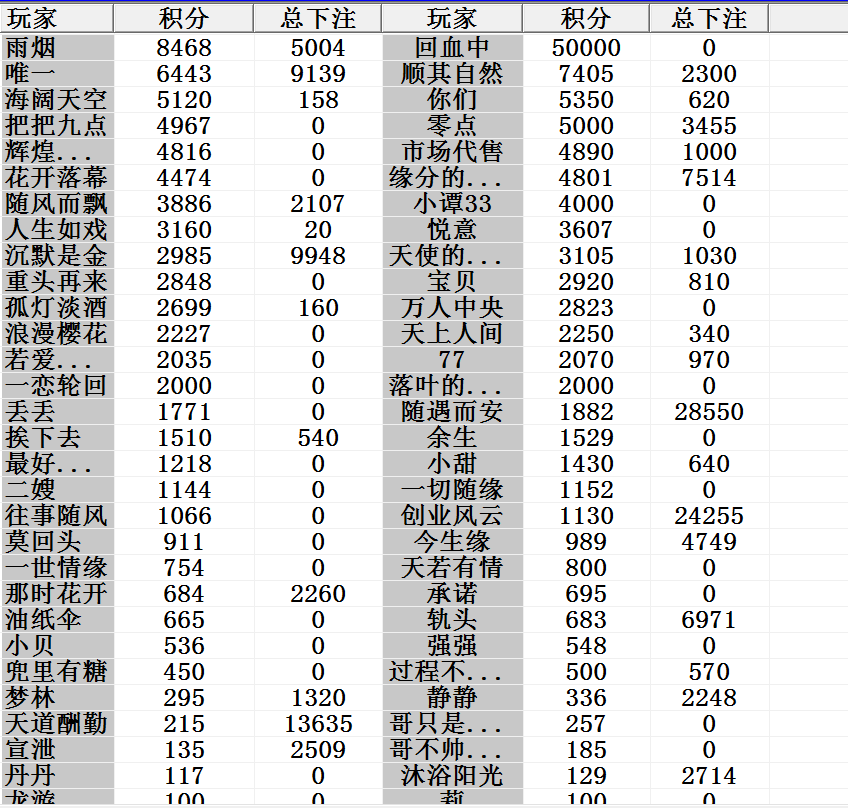 玩家 积分 总下注 玩家 积分 总下注
雨烟 8468 5004 回血中 50000 0
唯一 6443 9139 顺其自然 7405 2300
海阔天空 5120 158 你们 5350 620
把把九点 4967 0 零点 5000 3455
辉煌... 4816 0 市场代售 4890 1000
花开落幕 4474 0 缘分的... 4801 7514
随风而飘 3886 2107 小谭33 4000 0
人生如戏 3160 20 悦意 3607 0
沉默是金 2985 9948 天使的... 3105 1030
重头再来 2848 0 宝贝 2920 810
孤灯淡酒 2699 160 万人中央 2823 0
浪漫樱花 2227 0 天上人间 2250 340
若爱... 2035 0 77 2070 970
一恋轮回 2000 0 落叶的... 2000 0
丢丢 1771 0 随遇而安 1882 28550
挨下去 1510 540 余生 1529 0
最好... 1218 0 小甜 1430 640
二嫂 1144 0 一切随缘 1152 0
往事随风 1066 0 创业风云 1130 24255
莫回头 911 0 今生缘 989 4749
一世情缘 754 0 天若有情 800 0
那时花开 684 2260 承诺 695 0
油纸伞 665 0 轨头 683 6971
小贝 536 0 强强 548 0
兜里有糖 450 0 过程不... 500 570
梦林 295 1320 静静 336 2248
天道酬勤 215 13635 哥只是... 257 0
宣泄 135 2509 哥不帅... 185 0
丹丹 117 0 沐浴阳光 129 2714
龙游 100 0 莉 100 0